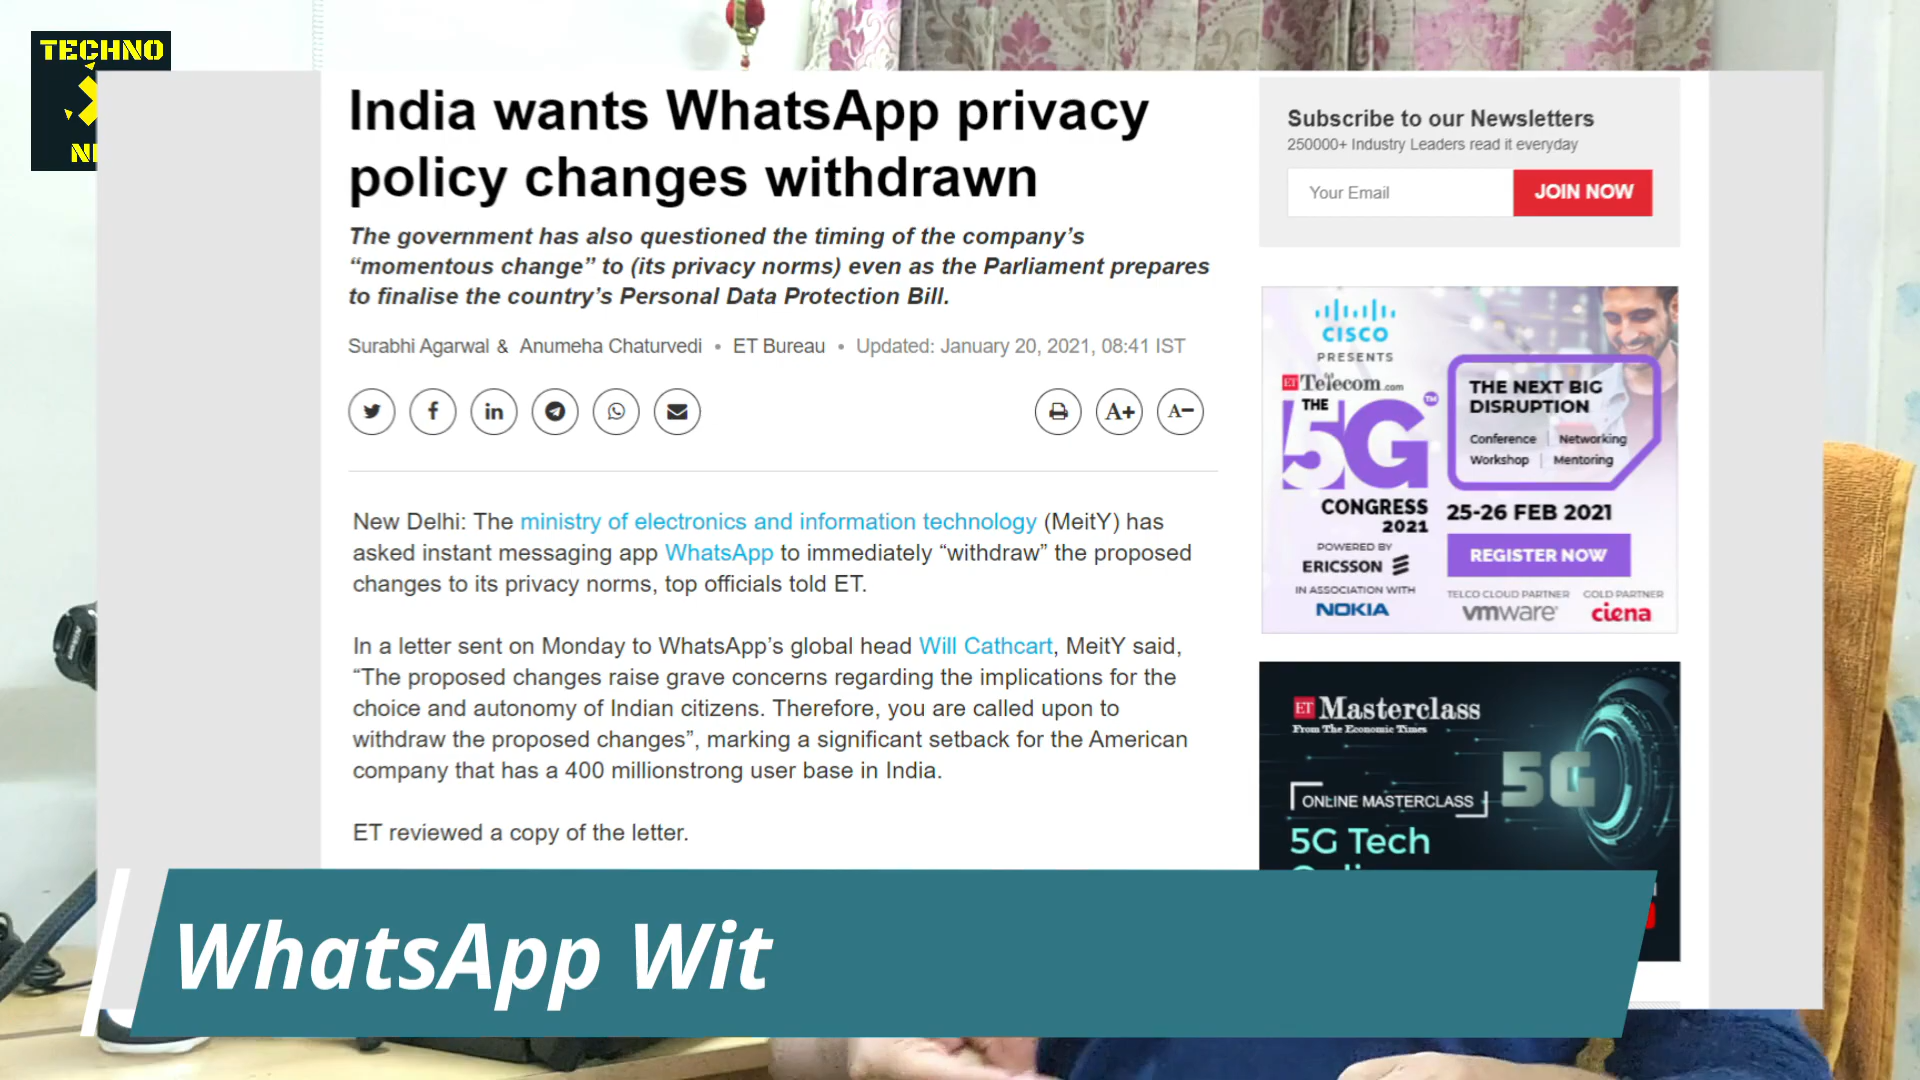 TECHNO
India wants WhatsApp privacy
policy changes withdrawn
The government has also questioned the timing of the company’s
“momentous change” to (its privacy norms) even as the Parliament prepares
to finalise the country’s Personal Data Protection Bill.
Surabhi Agarwal & Anumeha Chaturvedi • ET Bureau • Updated: January 20, 2021, 08:41 IST
A+ A-
New Delhi: The ministry of electronics and information technology (MeitY) has
asked instant messaging app WhatsApp to immediately “withdraw” the proposed
changes to its privacy norms, top officials told ET.
In a letter sent on Monday to WhatsApp’s global head Will Cathcart, MeitY said,
“The proposed changes raise grave concerns regarding the implications for the
choice and autonomy of Indian citizens. Therefore, you are called upon to
withdraw the proposed changes”, marking a significant setback for the American
company that has a 400 millionstrong user base in India.
ET reviewed a copy of the letter.
Subscribe to our Newsletters
250000+ Industry Leaders read it everyday
Your Email
JOIN NOW
CISCO
PRESENTS
ET Telecom.com
THE
5G TM
CONGRESS
2021
POWERED BY
ERICSSON
IN ASSOCIATION WITH
NOKIA
THE NEXT BIG
DISRUPTION
Conference | Networking
Workshop | Mentoring
25-26 FEB 2021
REGISTER NOW
TELCO CLOUD PARTNER GOLD PARTNER
vmware ciena
ET Masterclass
From The Economic Times
5G
ONLINE MASTERCLASS
5G Tech
WhatsApp Wit